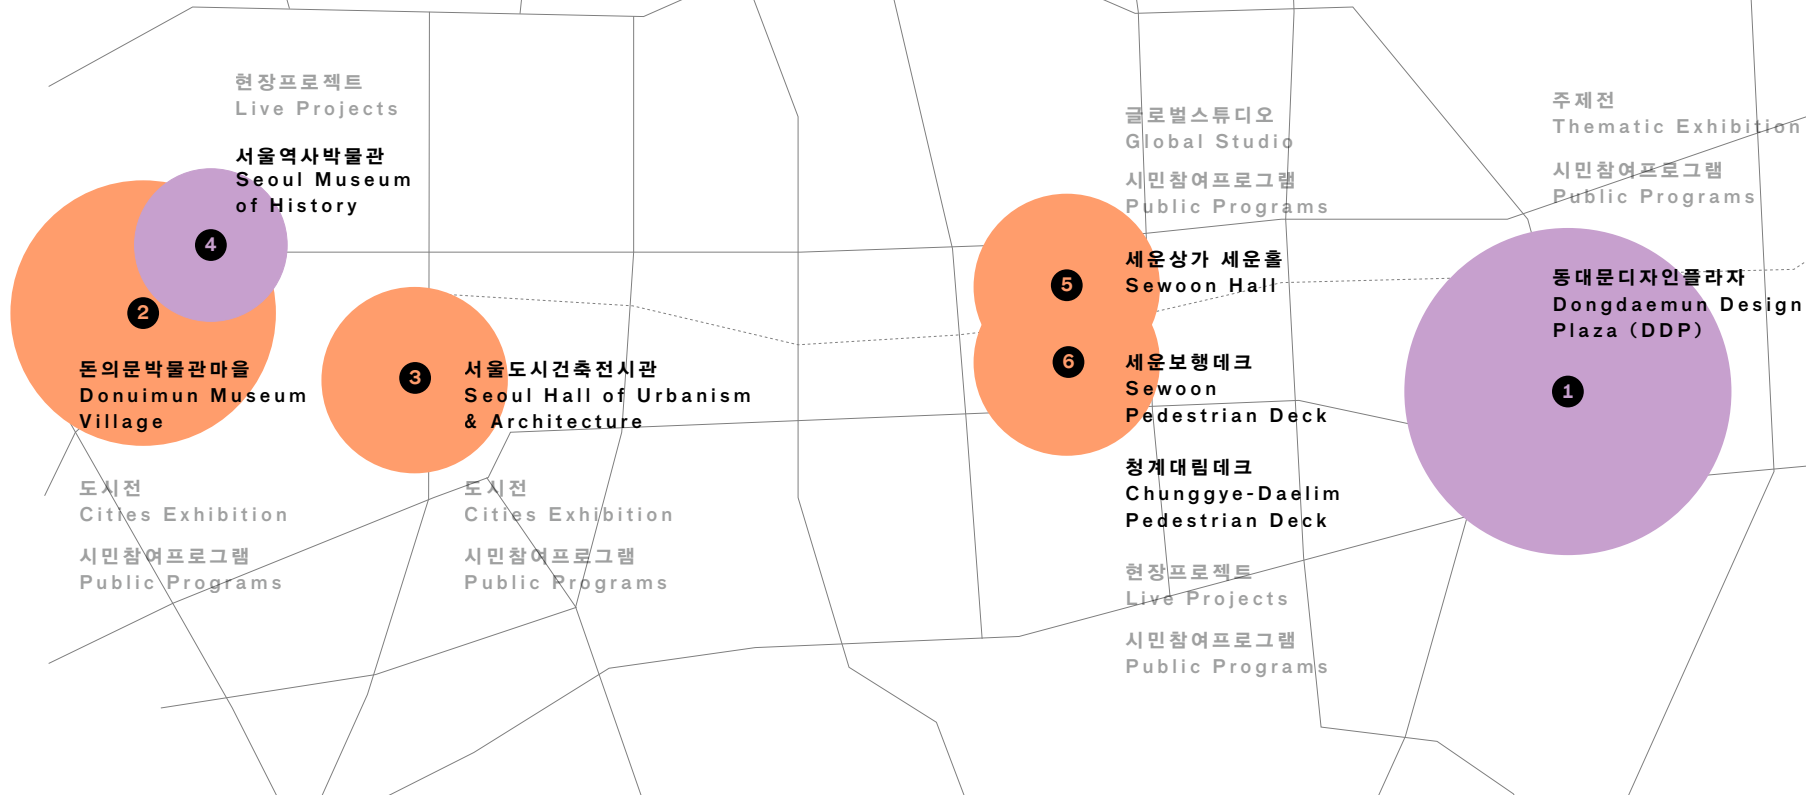 현장프로젝트
Live Projects
서울역사박물관
Seoul Museum
of History
4
2
돈의문박물관마을
Donuimun Museum
Village
도시전
Cities Exhibition
시민참여프로그램
Public Programs
3
서울도시건축전시관
Seoul Hall of Urbanism
& Architecture
도시전
Cities Exhibition
시민참여프로그램
Public Programs
글로벌스튜디오
Global Studio
시민참여프로그램
Public Programs
5
세운상가 세운홀
Sewoon Hall
6
세운보행데크
Sewoon
Pedestrian Deck
청계대림데크
Chunggye-Daelim
Pedestrian Deck
현장프로젝트
Live Projects
시민참여프로그램
Public Programs
주제전
Thematic Exhibition
시민참여프로그램
Public Programs
동대문디자인플라자
Dongdaemun Design
Plaza (DDP)
1